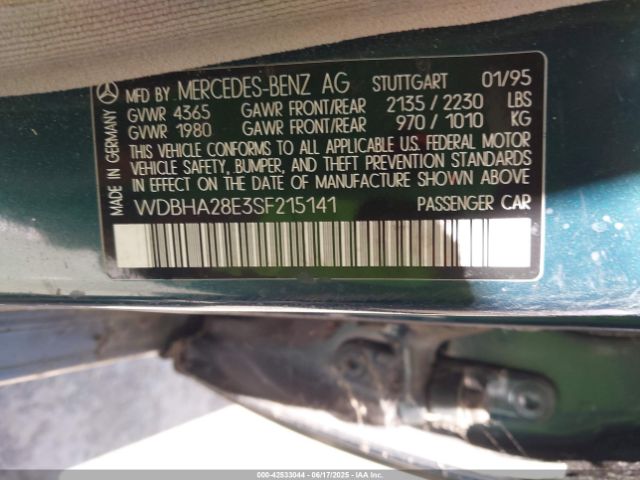 MFD BY MERCEDES-BENZ AG STUTTGART 01/95
GVWR 4365 GAWR FRONT/REAR 2135 / 2230 LBS
GVWR 1980 GAWR FRONT/REAR 970 / 1010 KG
THIS VEHICLE CONFORMS TO ALL APPLICABLE U.S. FEDERAL MOTOR
VEHICLE SAFETY, BUMPER, AND THEFT PREVENTION STANDARDS
IN EFFECT ON THE DATE OF MANUFACTURE SHOWN ABOVE
WDBHA28E3SF215141 PASSENGER CAR
MADE IN GERMANY
000-42533044 | 06/17/2025 | IAA Inc.